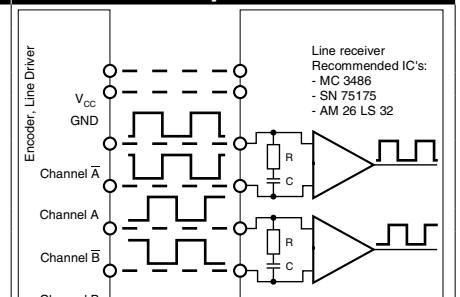 Encoder, Line Driver
Line receiver
Recommended IC's:
- MC 3486
- SN 75175
- AM 26 LS 32
VCC
GND
R
C
Channel A̅
Channel A
R
C
Channel B̅